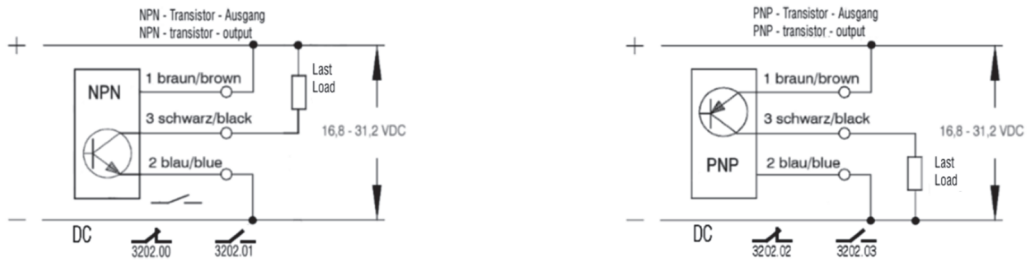 NPN - Transistor - Ausgang
NPN - transistor - output
+
NPN
1 braun/brown
Last
Load
3 schwarz/black
16,8 - 31,2 VDC
2 blau/blue
–
DC
3202.00
3202.01
PNP - Transistor - Ausgang
PNP - transistor - output
+
1 braun/brown
3 schwarz/black
16,8 - 31,2 VDC
PNP
2 blau/blue
Last
Load
–
DC
3202.02
3202.03